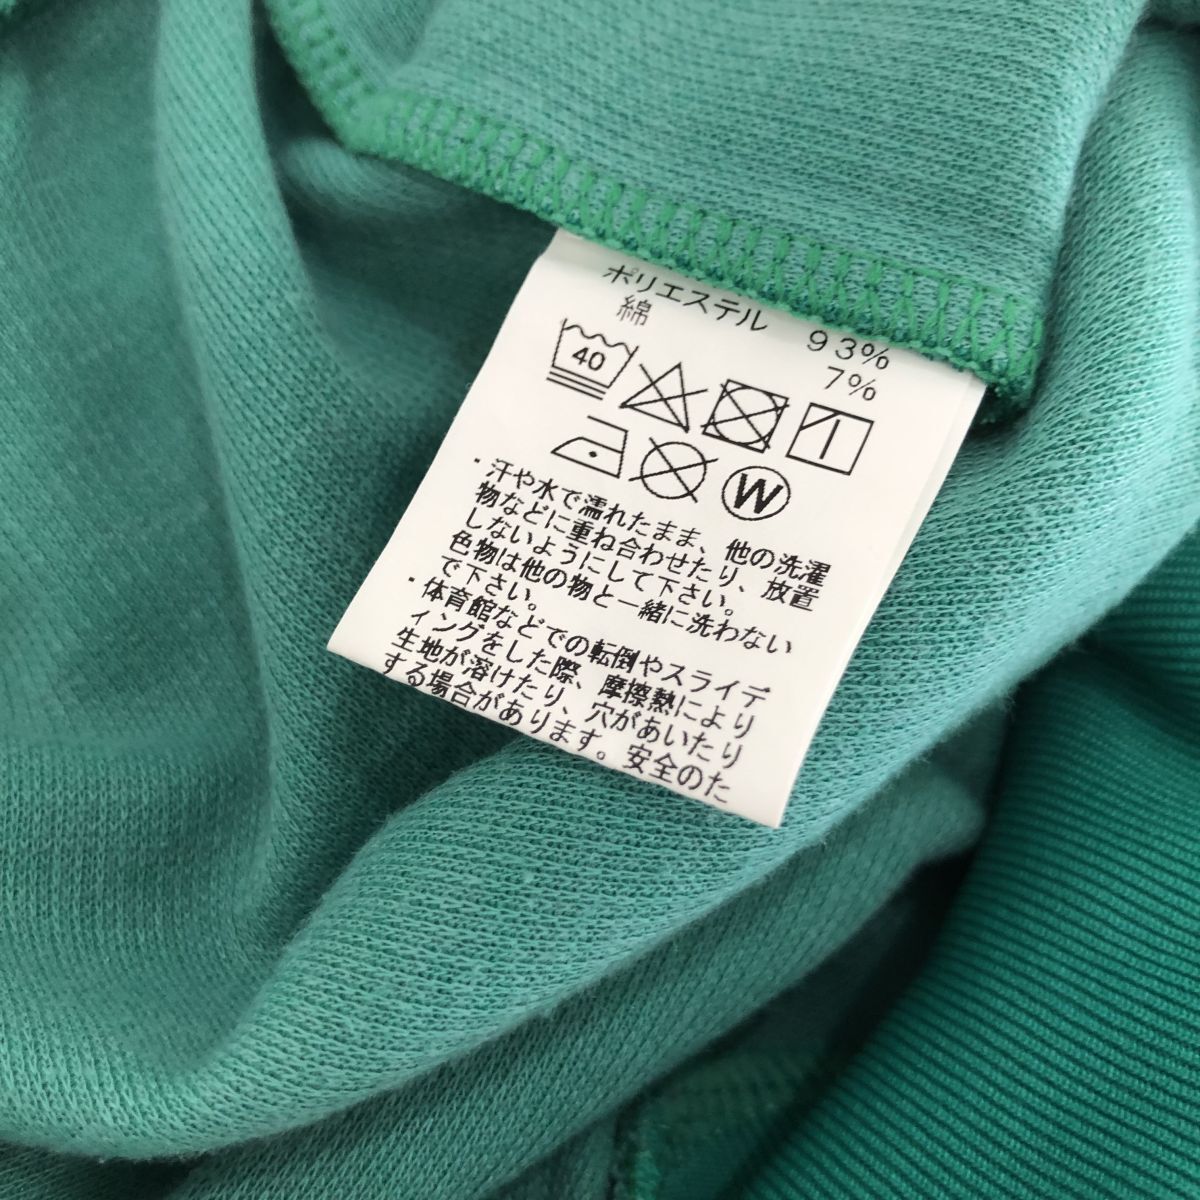 ポリエステル 93%
綿 7%
40
W
・汗や水で濡れたまま、他の洗濯
物などに重ね合わせたり、放置
しないようにして下さい。
色物は他の物と一緒に洗わない
で下さい。
・体育館などでの転倒やスライデ
ィングをした際、摩擦熱により
生地が溶けたり、穴があいたり
する場合があります。安全のた